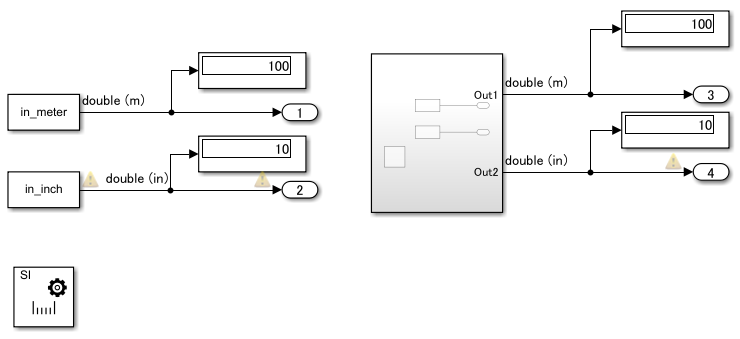 100
double (m)
in_meter
1
10
double (in)
in_inch
2
SI
100
double (m)
Out1
3
10
double (in)
Out2
4